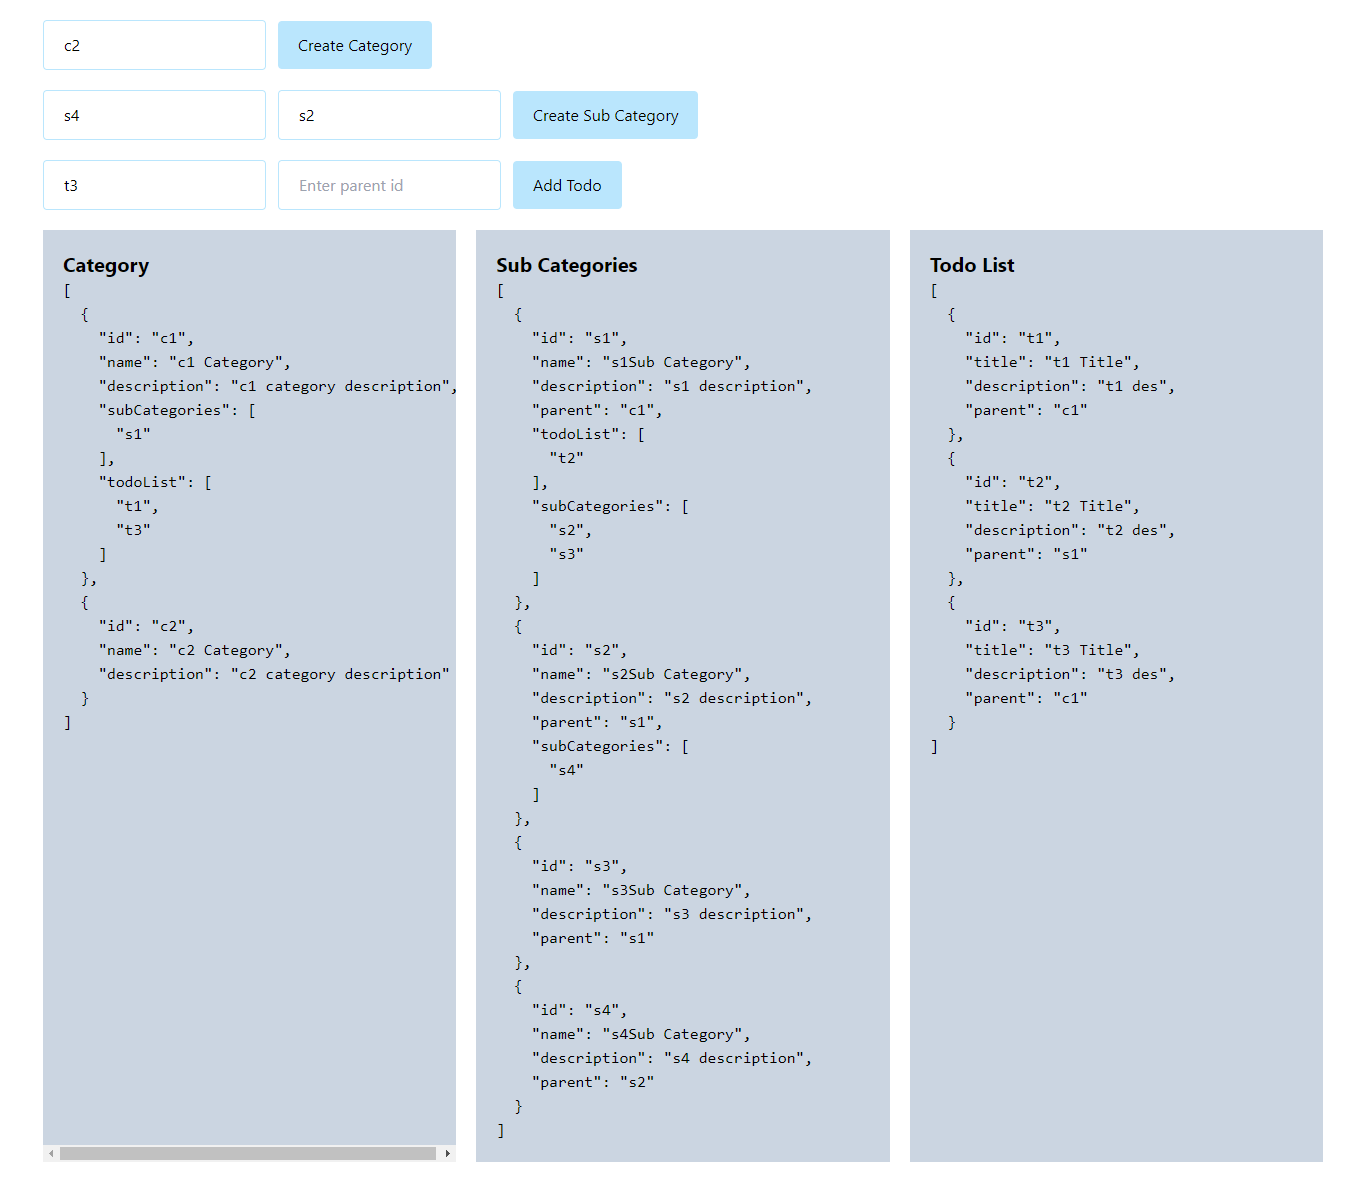 c2 Create Category
s4 s2 Create Sub Category
t3 Enter parent id Add Todo
Category
[
  {
    "id": "c1",
    "name": "c1 Category",
    "description": "c1 category description",
    "subCategories": [
      "s1"
    ],
    "todoList": [
      "t1",
      "t3"
    ]
  },
  {
    "id": "c2",
    "name": "c2 Category",
    "description": "c2 category description"
  }
]
Sub Categories
[
  {
    "id": "s1",
    "name": "s1Sub Category",
    "description": "s1 description",
    "parent": "c1",
    "todoList": [
      "t2"
    ],
    "subCategories": [
      "s2",
      "s3"
    ]
  },
  {
    "id": "s2",
    "name": "s2Sub Category",
    "description": "s2 description",
    "parent": "s1",
    "subCategories": [
      "s4"
    ]
  },
  {
    "id": "s3",
    "name": "s3Sub Category",
    "description": "s3 description",
    "parent": "s1"
  },
  {
    "id": "s4",
    "name": "s4Sub Category",
    "description": "s4 description",
    "parent": "s2"
  }
]
Todo List
[
  {
    "id": "t1",
    "title": "t1 Title",
    "description": "t1 des",
    "parent": "c1"
  },
  {
    "id": "t2",
    "title": "t2 Title",
    "description": "t2 des",
    "parent": "s1"
  },
  {
    "id": "t3",
    "title": "t3 Title",
    "description": "t3 des",
    "parent": "c1"
  }
]